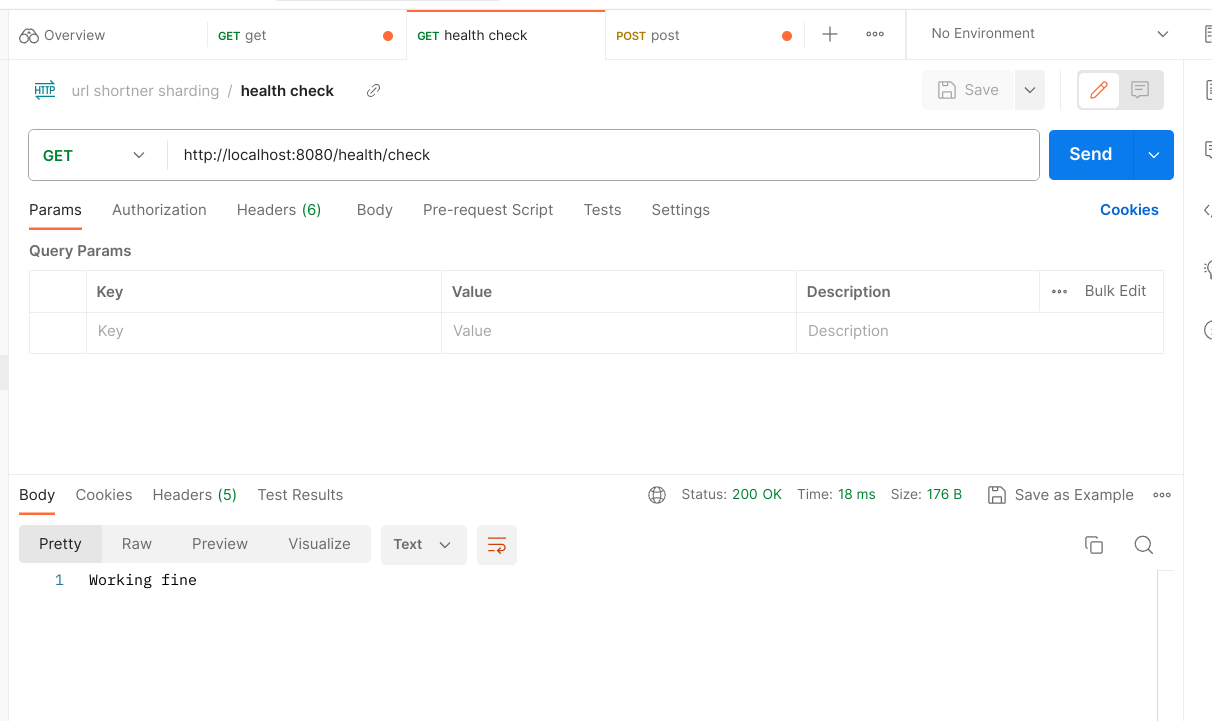 Overview GET get GET health check POST post No Environment
HTTP url shortner sharding / health check Save
GET http://localhost:8080/health/check Send
Params Authorization Headers (6) Body Pre-request Script Tests Settings Cookies
Query Params
Key Value Description Bulk Edit
Key Value Description
Body Cookies Headers (5) Test Results Status: 200 OK Time: 18 ms Size: 176 B Save as Example
Pretty Raw Preview Visualize Text
1 Working fine